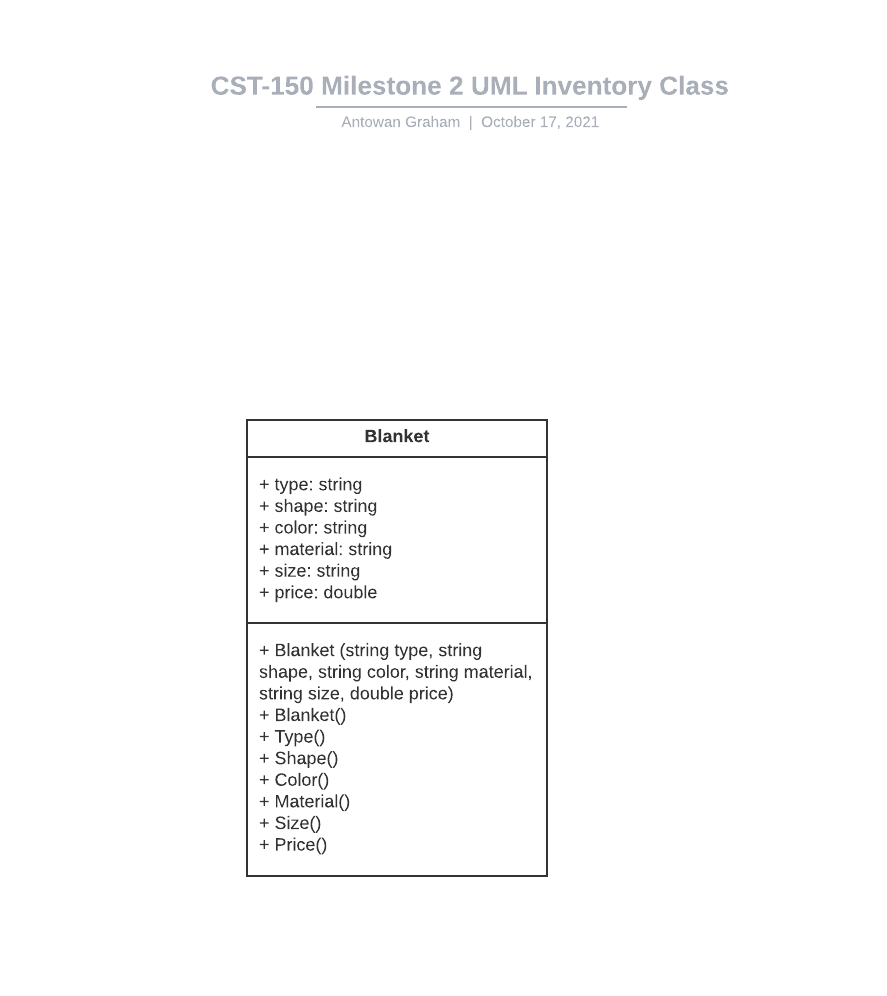 CST-150 Milestone 2 UML Inventory Class
Antowan Graham | October 17, 2021
Blanket
+ type: string
+ shape: string
+ color: string
+ material: string
+ size: string
+ price: double
+ Blanket (string type, string
shape, string color, string material,
string size, double price)
+ Blanket()
+ Type()
+ Shape()
+ Color()
+ Material()
+ Size()
+ Price()